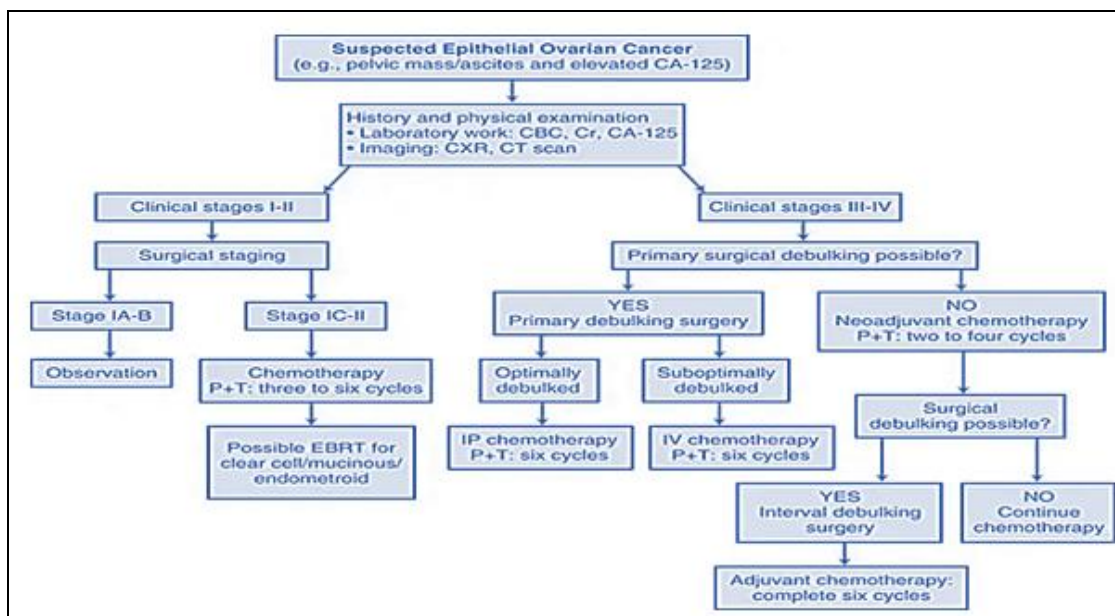 Suspected Epithelial Ovarian Cancer
(e.g., pelvic mass/ascites and elevated CA-125)
History and physical examination
• Laboratory work: CBC, Cr, CA-125
• Imaging: CXR, CT scan
Clinical stages I-II
Clinical stages III-IV
Surgical staging
Primary surgical debulking possible?
Stage IA-B
Stage IC-II
YES
Primary debulking surgery
NO
Neoadjuvant chemotherapy
P+T: two to four cycles
Observation
Chemotherapy
P+T: three to six cycles
Optimally
debulked
Suboptimally
debulked
Surgical
debulking possible?
Possible EBRT for
clear cell/mucinous/
endometroid
IP chemotherapy
P+T: six cycles
IV chemotherapy
P+T: six cycles
YES
Interval debulking
surgery
NO
Continue
chemotherapy
Adjuvant chemotherapy:
complete six cycles